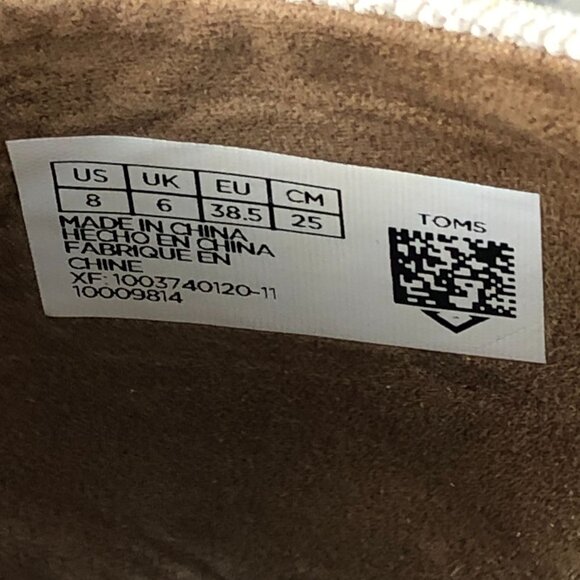 US UK EU CM
8 6 38.5 25
MADE IN CHINA
HECHO EN CHINA
FABRIQUE EN
CHINE
XF: 1003740120-11
10009814
TOMS